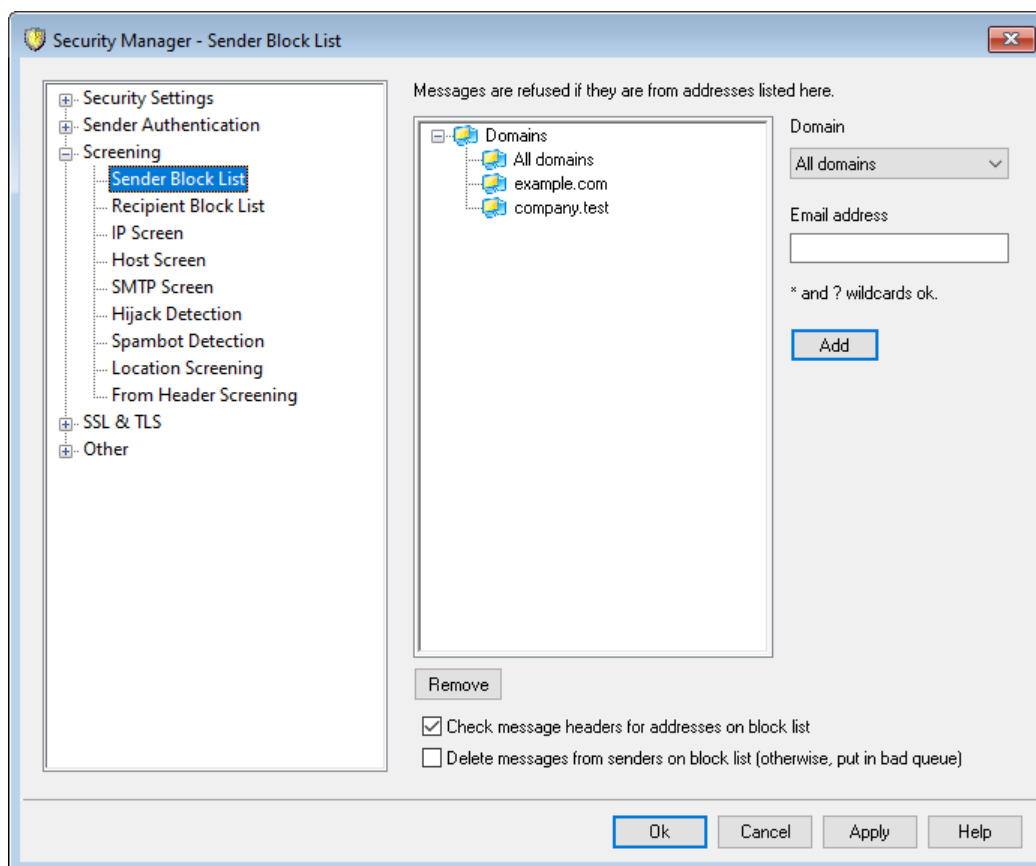 Security Manager - Sender Block List
Security Settings
Sender Authentication
Screening
Sender Block List
Recipient Block List
IP Screen
Host Screen
SMTP Screen
Hijack Detection
Spambot Detection
Location Screening
From Header Screening
SSL & TLS
Other
Messages are refused if they are from addresses listed here.
Domains
All domains
example.com
company.test
Domain
All domains
Email address
* and ? wildcards ok.
Add
Remove
Check message headers for addresses on block list
Delete messages from senders on block list (otherwise, put in bad queue)
Ok
Cancel
Apply
Help